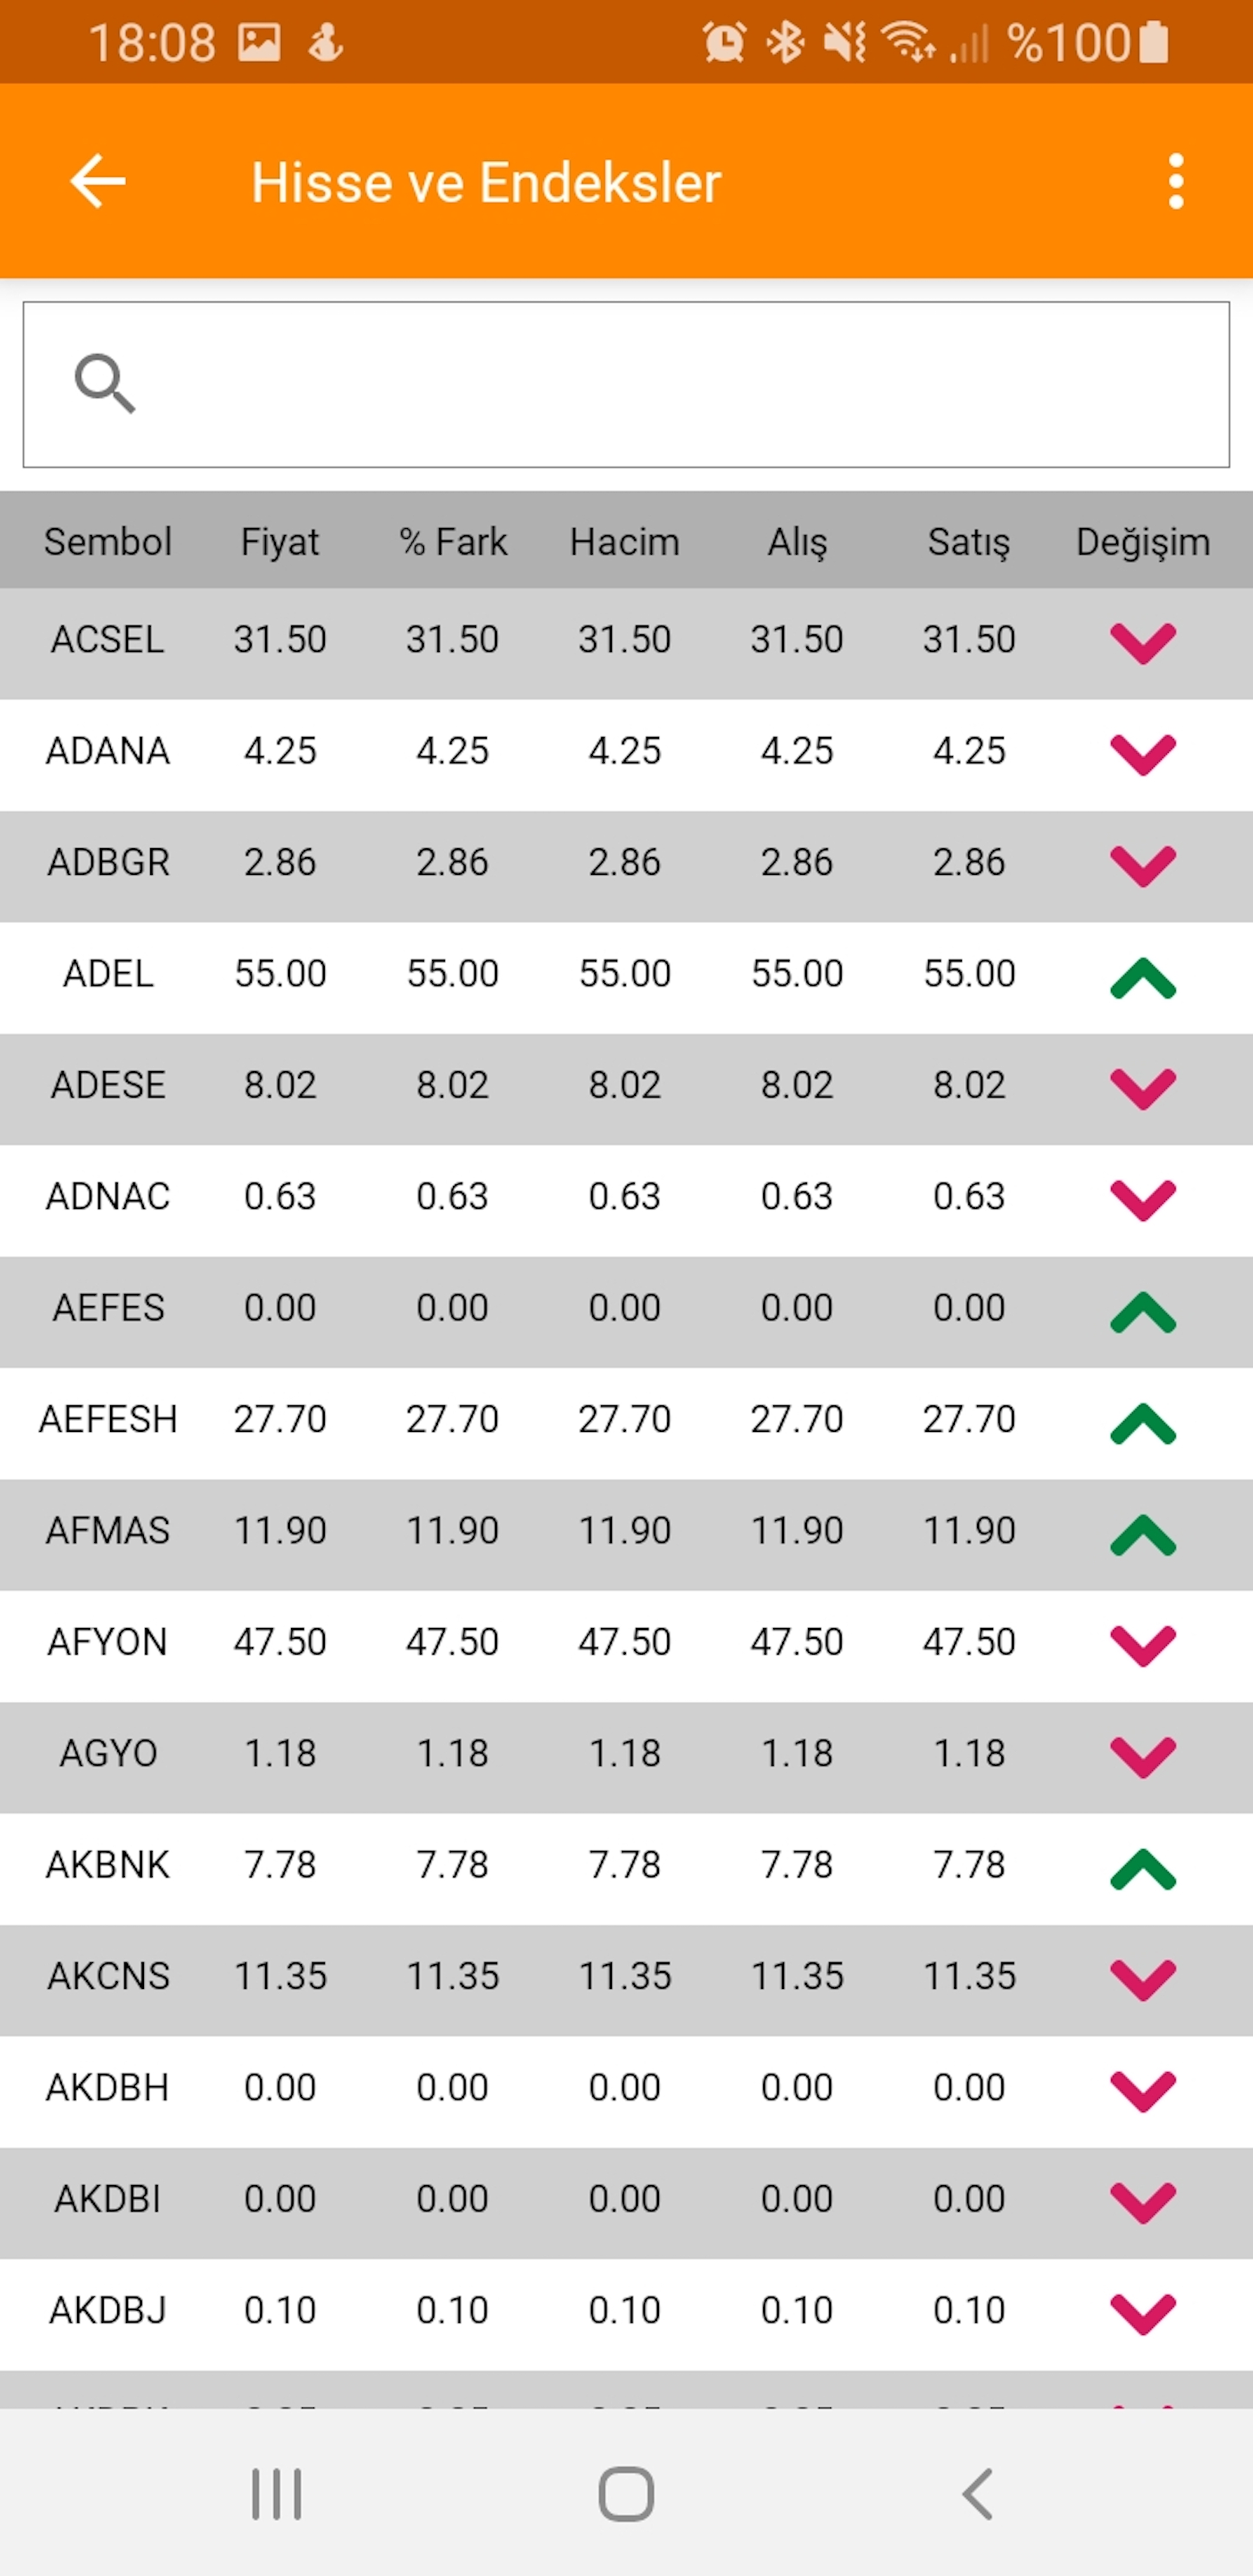 18:08 %100
Hisse ve Endeksler
Sembol Fiyat % Fark Hacim Alış Satış Değişim
ACSEL 31.50 31.50 31.50 31.50 31.50
ADANA 4.25 4.25 4.25 4.25 4.25
ADBGR 2.86 2.86 2.86 2.86 2.86
ADEL 55.00 55.00 55.00 55.00 55.00
ADESE 8.02 8.02 8.02 8.02 8.02
ADNAC 0.63 0.63 0.63 0.63 0.63
AEFES 0.00 0.00 0.00 0.00 0.00
AEFESH 27.70 27.70 27.70 27.70 27.70
AFMAS 11.90 11.90 11.90 11.90 11.90
AFYON 47.50 47.50 47.50 47.50 47.50
AGYO 1.18 1.18 1.18 1.18 1.18
AKBNK 7.78 7.78 7.78 7.78 7.78
AKCNS 11.35 11.35 11.35 11.35 11.35
AKDBH 0.00 0.00 0.00 0.00 0.00
AKDBI 0.00 0.00 0.00 0.00 0.00
AKDBJ 0.10 0.10 0.10 0.10 0.10